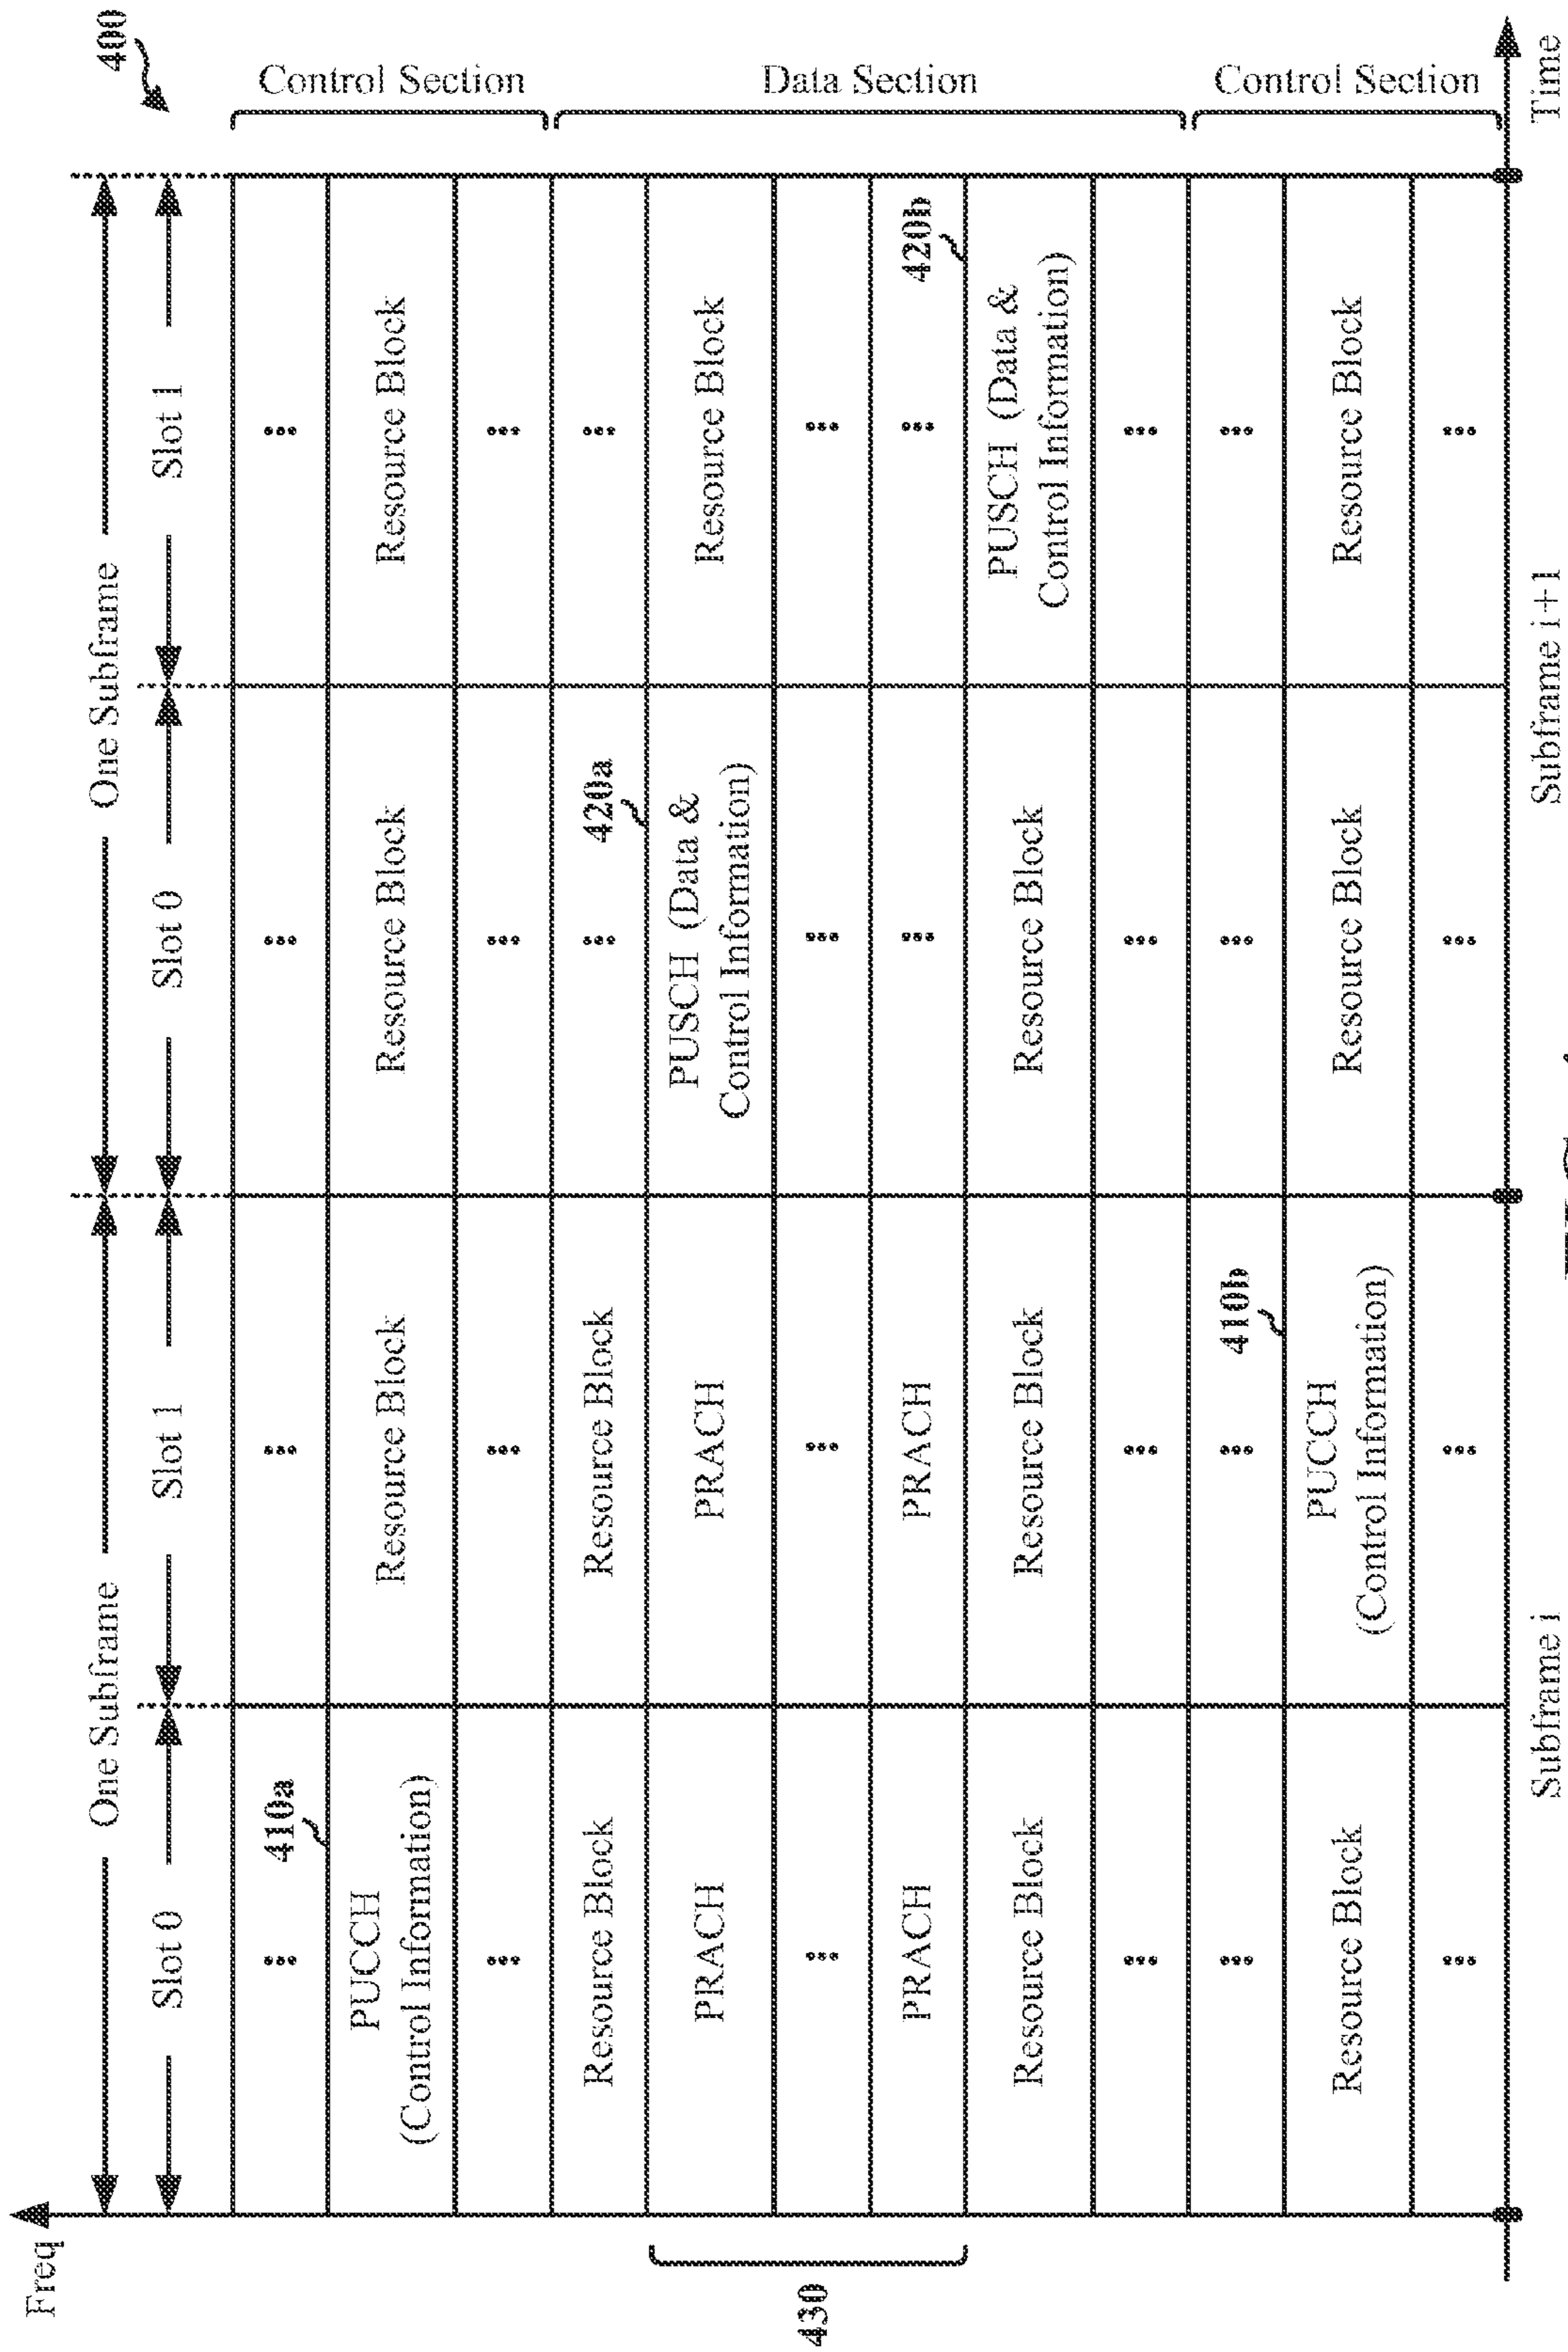 400
Freq
One Subframe
One Subframe
Slot 0
Slot 1
Slot 0
Slot 1
⋮
410a
⋮
⋮
⋮
Control Section
PUCCH
(Control Information)
Resource Block
Resource Block
Resource Block
⋮
⋮
⋮
⋮
Resource Block
Resource Block
⋮
420a
⋮
Data Section
430
PRACH
PRACH
PUSCH (Data &
Control Information)
Resource Block
⋮
⋮
⋮
⋮
PRACH
PRACH
⋮
⋮
420b
Resource Block
Resource Block
Resource Block
PUSCH (Data &
Control Information)
⋮
⋮
⋮
⋮
⋮
⋮
410b
⋮
⋮
Control Section
Resource Block
PUCCH
(Control Information)
Resource Block
Resource Block
⋮
⋮
⋮
⋮
Subframe i
Subframe i+1
Time